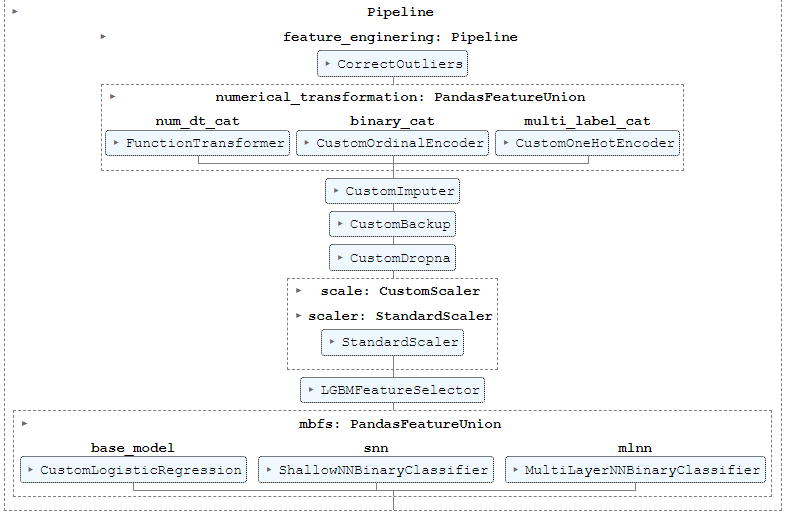 Pipeline
feature_enginering: Pipeline
CorrectOutliers
numerical_transformation: PandasFeatureUnion
num_dt_cat binary_cat multi_label_cat
FunctionTransformer CustomOrdinalEncoder CustomOneHotEncoder
CustomImputer
CustomBackup
CustomDropna
scale: CustomScaler
scaler: StandardScaler
StandardScaler
LGBMFeatureSelector
mbfs: PandasFeatureUnion
base_model snn mlnn
CustomLogisticRegression ShallowNNBinaryClassifier MultiLayerNNBinaryClassifier